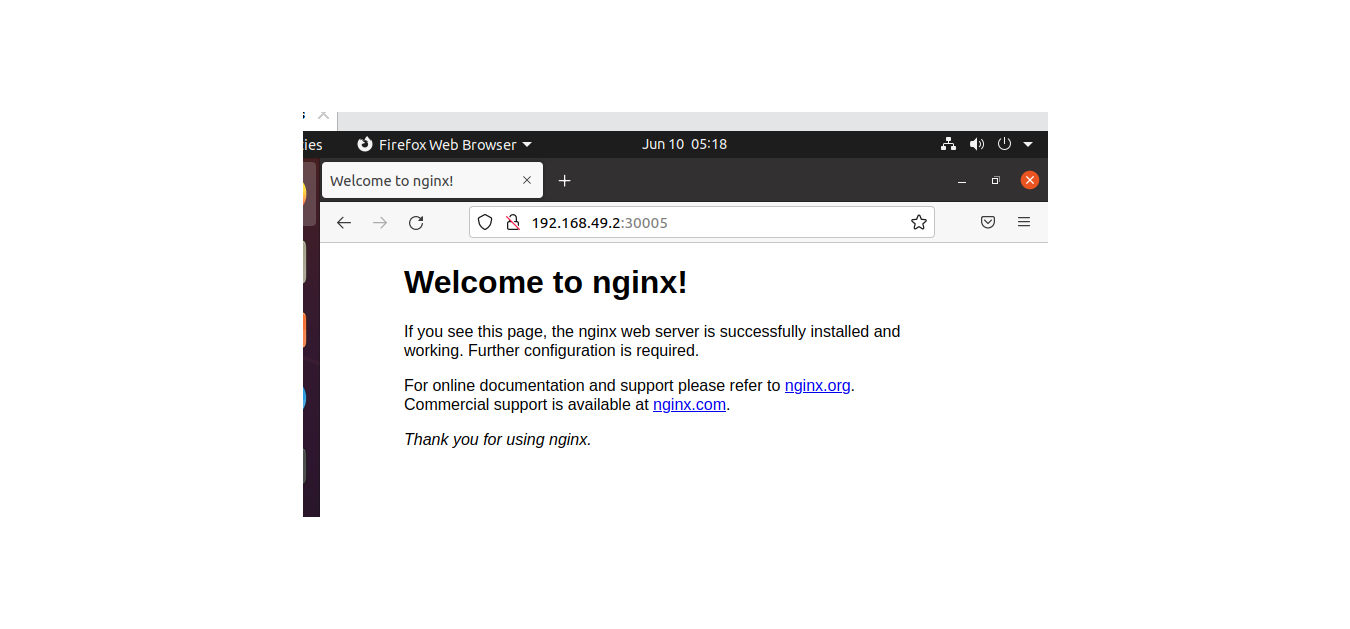 ies Firefox Web Browser Jun 10 05:18
Welcome to nginx!
192.168.49.2:30005
Welcome to nginx!
If you see this page, the nginx web server is successfully installed and
working. Further configuration is required.
For online documentation and support please refer to nginx.org.
Commercial support is available at nginx.com.
Thank you for using nginx.